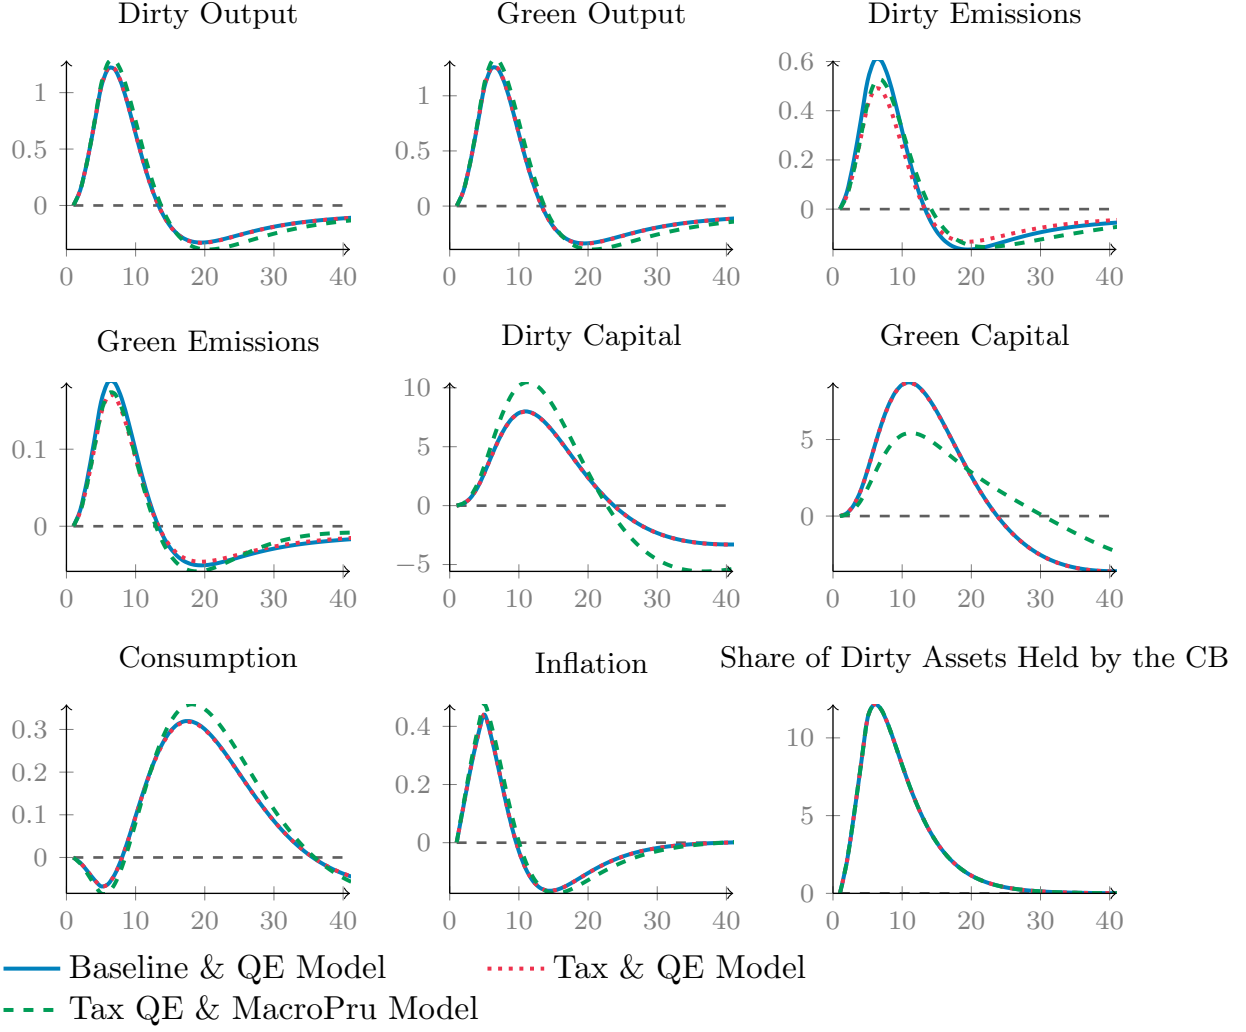 Dirty Output
Green Output
Dirty Emissions
1
0.5
0
0 10 20 30 40
1
0.5
0
0 10 20 30 40
0.6
0.4
0.2
0
0 10 20 30 40
Green Emissions
Dirty Capital
Green Capital
0.1
0
0 10 20 30 40
10
5
0
−5
0 10 20 30 40
5
0
0 10 20 30 40
Consumption
Inflation
Share of Dirty Assets Held by the CB
0.3
0.2
0.1
0
0 10 20 30 40
0.4
0.2
0
0 10 20 30 40
10
5
0
0 10 20 30 40
Baseline & QE Model
Tax & QE Model
Tax QE & MacroPru Model